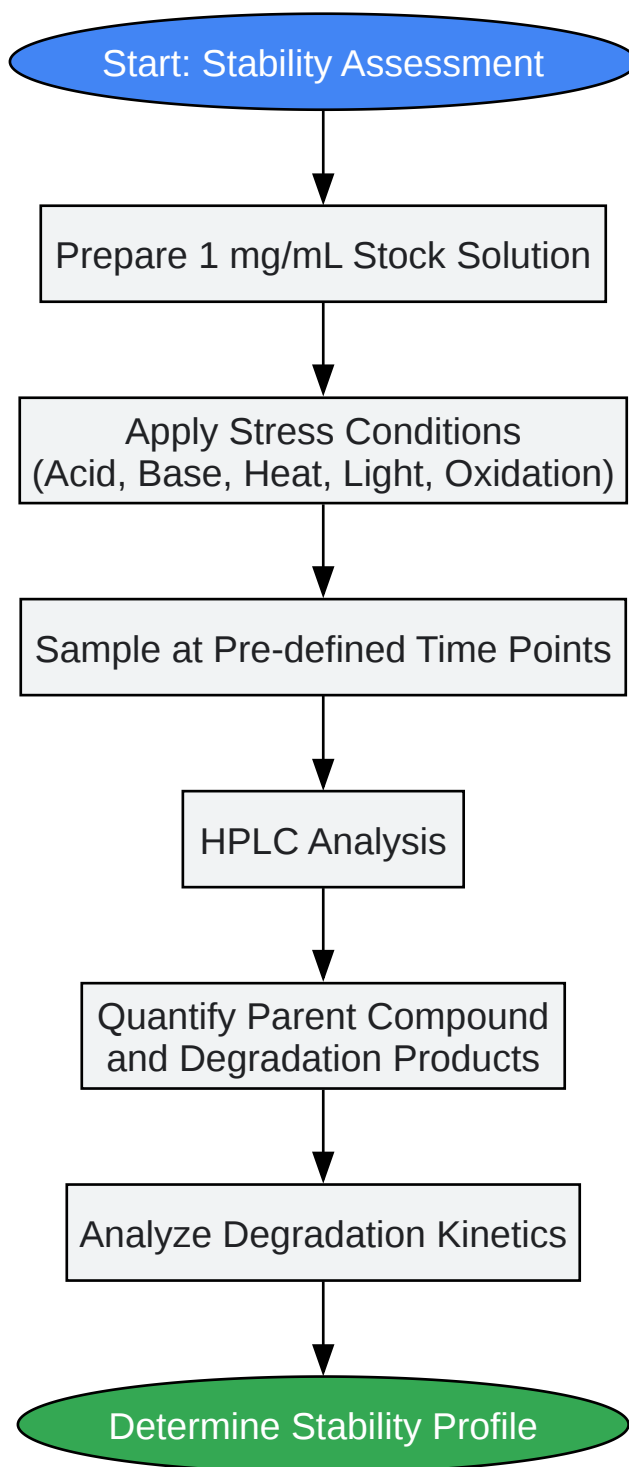 Start: Stability Assessment
Prepare 1 mg/mL Stock Solution
Apply Stress Conditions
(Acid, Base, Heat, Light, Oxidation)
Sample at Pre-defined Time Points
HPLC Analysis
Quantify Parent Compound
and Degradation Products
Analyze Degradation Kinetics
Determine Stability Profile